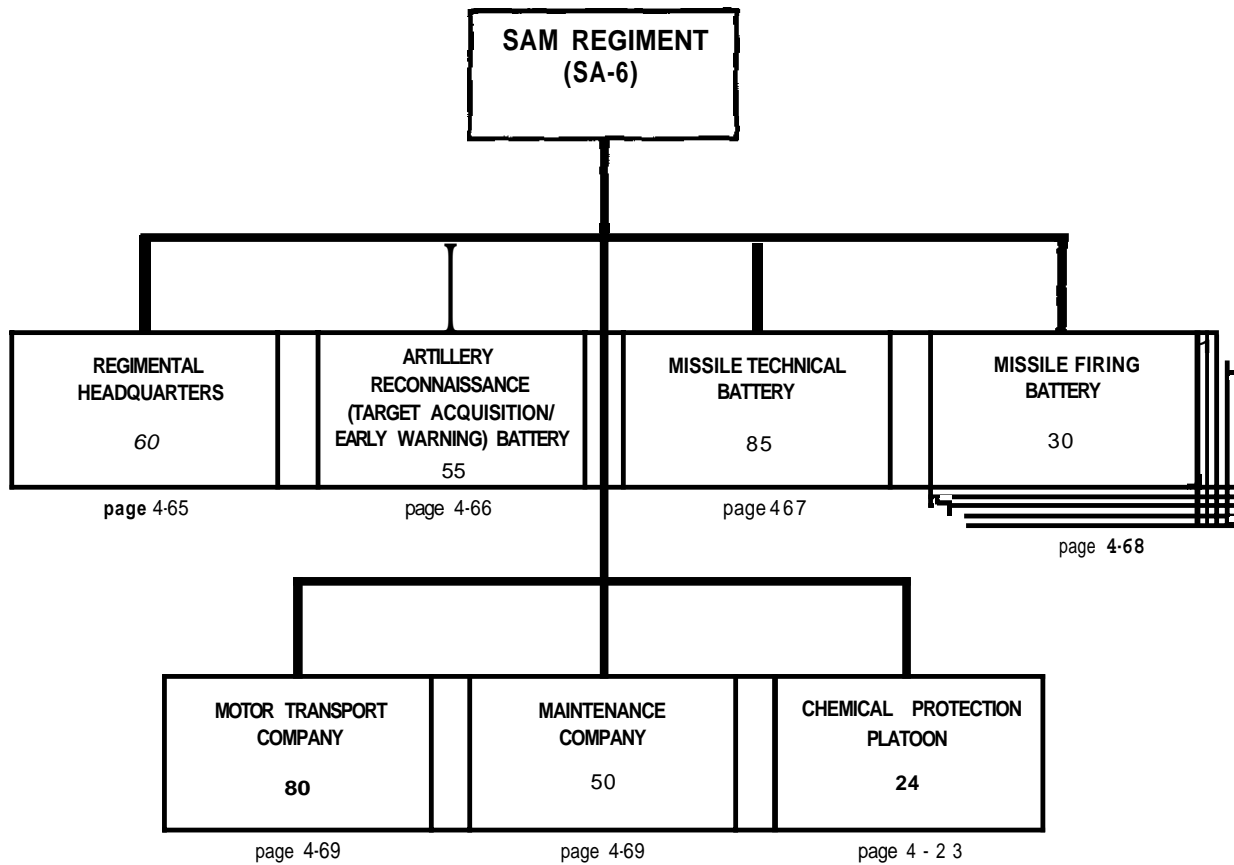 SAM REGIMENT
(SA-6)
REGIMENTAL
HEADQUARTERS
60
page 4-65
ARTILLERY
RECONNAISSANCE
(TARGET ACQUISITION/
EARLY WARNING) BATTERY
55
page 4-66
MISSILE TECHNICAL
BATTERY
85
page 467
MISSILE FIRING
BATTERY
30
page 4-68
MOTOR TRANSPORT
COMPANY
80
page 4-69
MAINTENANCE
COMPANY
50
page 4-69
CHEMICAL PROTECTION
PLATOON
24
page 4 - 2 3